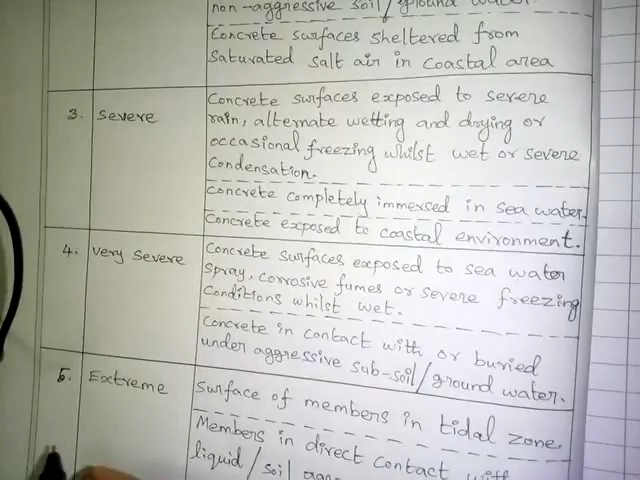 non-aggressive soil/ground water.
Concrete surfaces sheltered from
Saturated salt air in coastal area
3. Severe
Concrete surfaces exposed to severe
rain, alternate wetting and drying or
occasional freezing whilst wet or severe
Condensation.
Concrete completely immersed in sea water.
Concrete exposed to coastal environment.
4. Very severe
Concrete surfaces exposed to sea water
spray, corrosive fumes or severe freezing
Conditions whilst wet.
Concrete in contact with or buried
under aggressive sub-soil/ground water.
5. Extreme
Surface of members in tidal zone
Members in direct contact with
liquid/soil